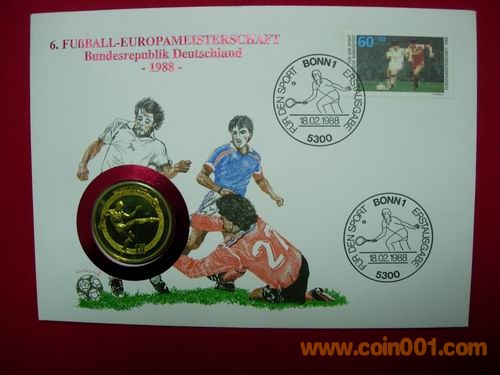 6. FUẞBALL-EUROPAMEISTERSCHAFT
Bundesrepublik Deutschland
- 1988 -
60+30
FÜR DEN SPORT BONN 1 ERSTAUSGABE
18.02.1988
5300
21
FÜR DEN SPORT BONN 1 ERSTAUSGABE
18.02.1988
5300
www.coin001.com